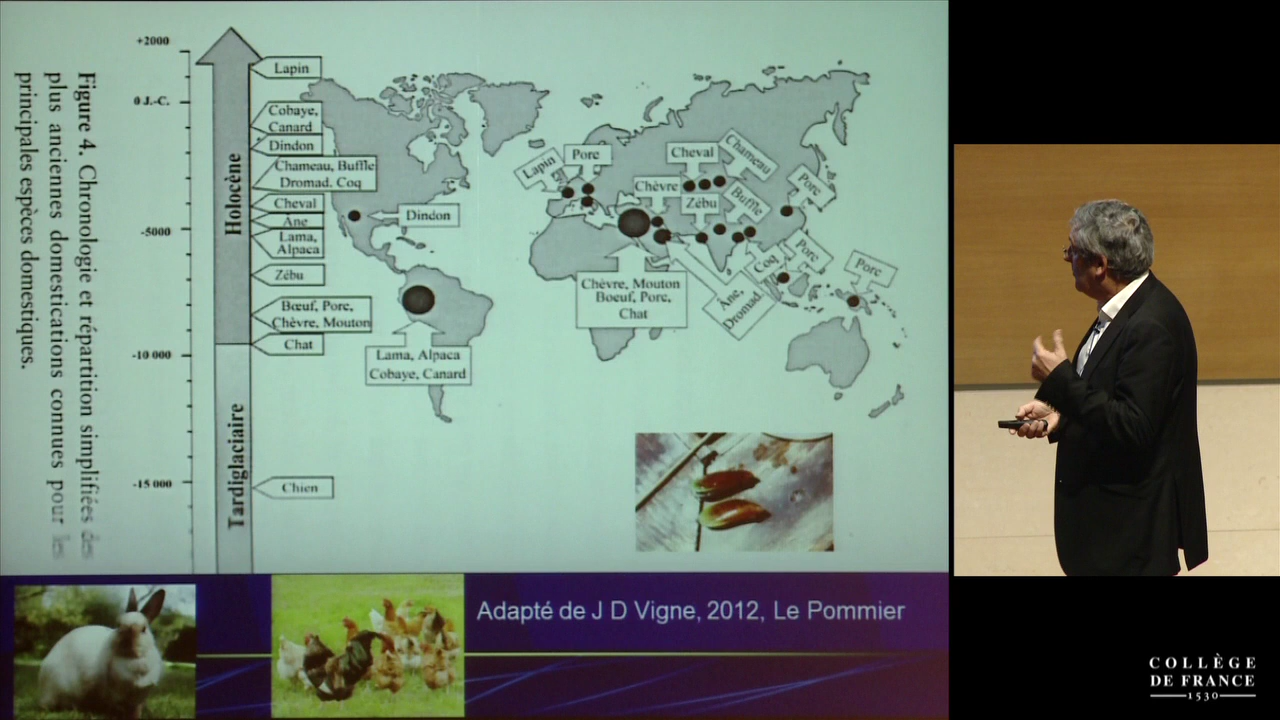 Figure 4. Chronologie et répartition simplifiées des
plus anciennes domestications connues pour les
principales espèces domestiques.
+2000
0 J.-C.
-5000
-10 000
-15 000
Holocène
Tardiglaciaire
Lapin
Cobaye,
Canard
Dindon
Chameau, Buffle
Dromad. Coq
Cheval
Âne
Lama,
Alpaca
Zébu
Bœuf, Porc,
Chèvre, Mouton
Chat
Chien
Dindon
Lama, Alpaca
Cobaye, Canard
Lapin
Porc
Chèvre
Cheval
Chameau
Zébu
Buffle
Porc
Chèvre, Mouton
Boeuf, Porc,
Chat
Âne,
Dromad.
Coq
Porc
Porc
Adapté de J D Vigne, 2012, Le Pommier
COLLÈGE
DE FRANCE
1530